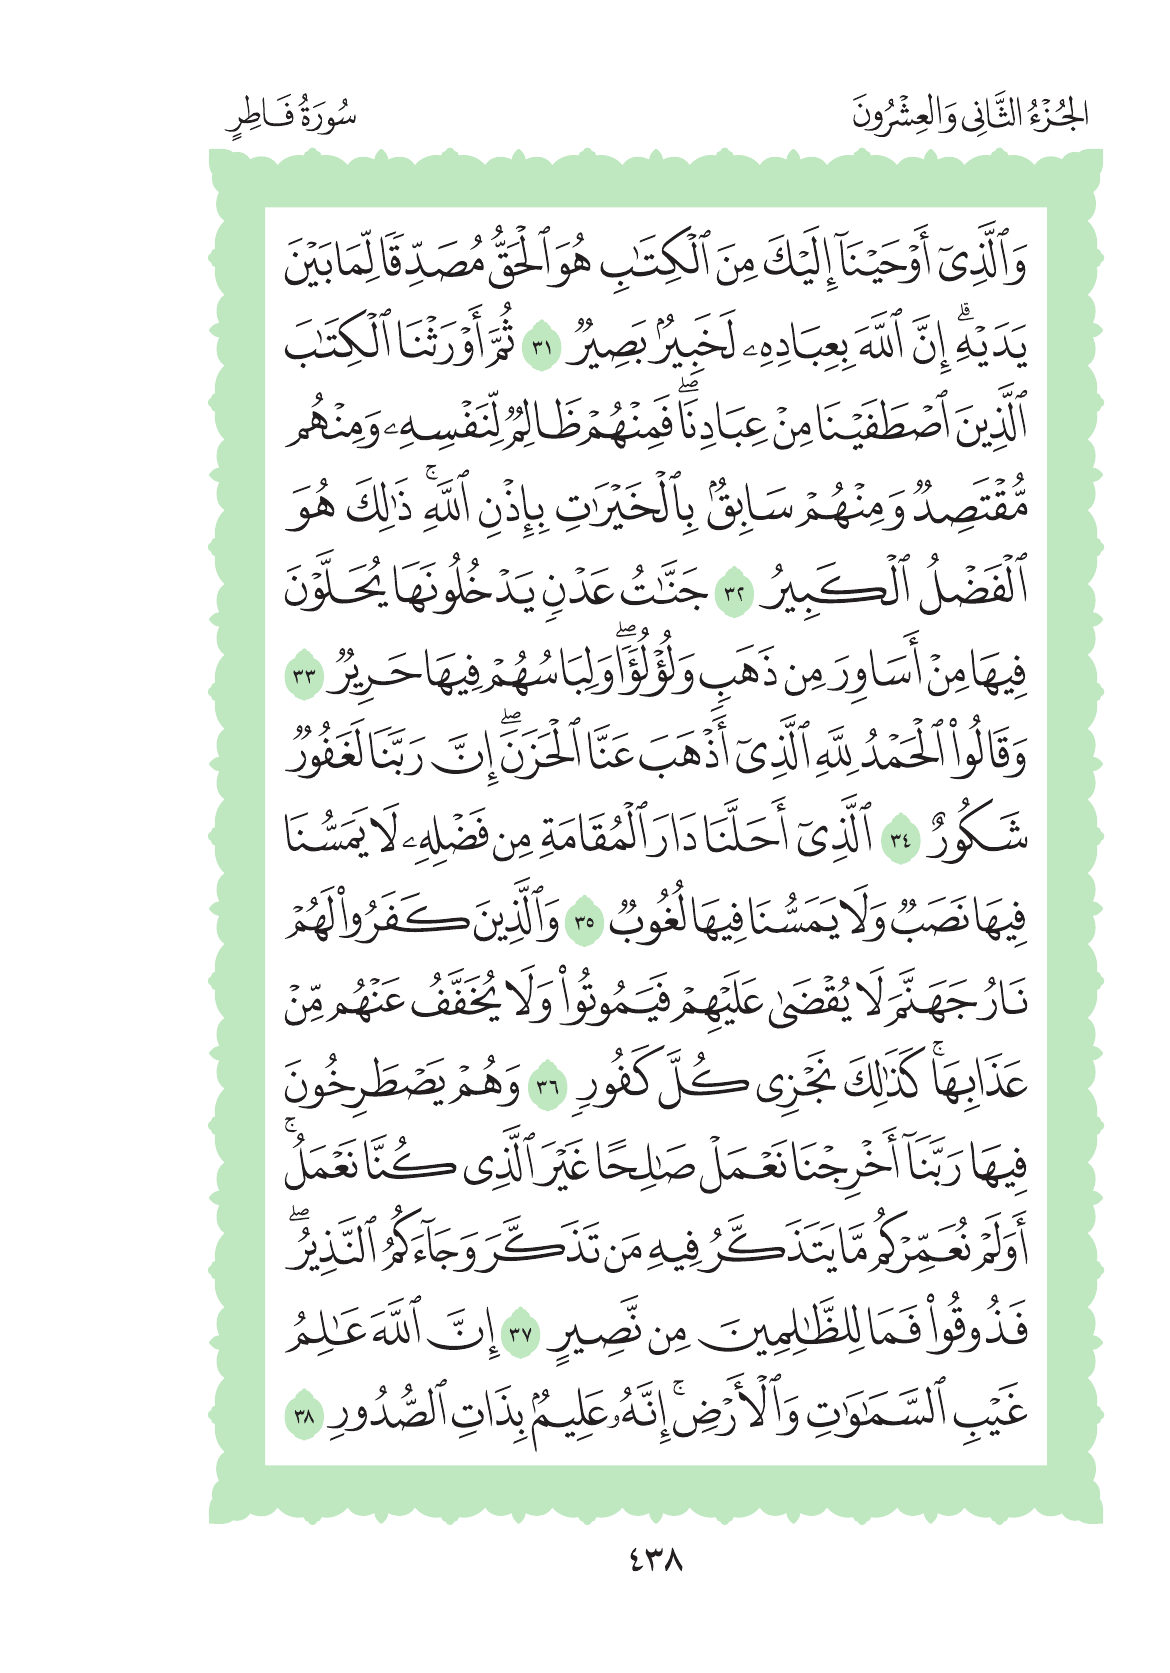 الجُزْءُ الثَّانِي وَالعِشْرُونَ
سُورَةُ فَاطِرٍ
وَٱلَّذِىٓ أَوْحَيْنَآ إِلَيْكَ مِنَ ٱلْكِتَٰبِ هُوَ ٱلْحَقُّ مُصَدِّقًا لِّمَا بَيْنَ
يَدَيْهِۗ إِنَّ ٱللَّهَ بِعِبَادِهِۦ لَخَبِيرٌۢ بَصِيرٌ ٣١ ثُمَّ أَوْرَثْنَا ٱلْكِتَٰبَ
ٱلَّذِينَ ٱصْطَفَيْنَا مِنْ عِبَادِنَاۖ فَمِنْهُمْ ظَالِمٌ لِّنَفْسِهِۦ وَمِنْهُم
مُّقْتَصِدٌ وَمِنْهُمْ سَابِقٌۢ بِٱلْخَيْرَٰتِ بِإِذْنِ ٱللَّهِۚ ذَٰلِكَ هُوَ
ٱلْفَضْلُ ٱلْكَبِيرُ ٣٢ جَنَّٰتُ عَدْنٍ يَدْخُلُونَهَا يُحَلَّوْنَ
فِيهَا مِنْ أَسَاوِرَ مِن ذَهَبٍ وَلُؤْلُؤًاۖ وَلِبَاسُهُمْ فِيهَا حَرِيرٌ ٣٣
وَقَالُوا۟ ٱلْحَمْدُ لِلَّهِ ٱلَّذِىٓ أَذْهَبَ عَنَّا ٱلْحَزَنَۖ إِنَّ رَبَّنَا لَغَفُورٌ
شَكُورٌ ٣٤ ٱلَّذِىٓ أَحَلَّنَا دَارَ ٱلْمُقَامَةِ مِن فَضْلِهِۦ لَا يَمَسُّنَا
فِيهَا نَصَبٌ وَلَا يَمَسُّنَا فِيهَا لُغُوبٌ ٣٥ وَٱلَّذِينَ كَفَرُوا۟ لَهُمْ
نَارُ جَهَنَّمَ لَا يُقْضَىٰ عَلَيْهِمْ فَيَمُوتُوا۟ وَلَا يُخَفَّفُ عَنْهُم مِّنْ
عَذَابِهَاۚ كَذَٰلِكَ نَجْزِى كُلَّ كَفُورٍ ٣٦ وَهُمْ يَصْطَرِخُونَ
فِيهَا رَبَّنَآ أَخْرِجْنَا نَعْمَلْ صَٰلِحًا غَيْرَ ٱلَّذِى كُنَّا نَعْمَلُۚ
أَوَلَمْ نُعَمِّرْكُم مَّا يَتَذَكَّرُ فِيهِ مَن تَذَكَّرَ وَجَآءَكُمُ ٱلنَّذِيرُۖ
فَذُوقُوا۟ فَمَا لِلظَّٰلِمِينَ مِن نَّصِيرٍ ٣٧ إِنَّ ٱللَّهَ عَٰلِمُ
غَيْبِ ٱلسَّمَٰوَٰتِ وَٱلْأَرْضِۚ إِنَّهُۥ عَلِيمٌۢ بِذَاتِ ٱلصُّدُورِ ٣٨
٤٣٨